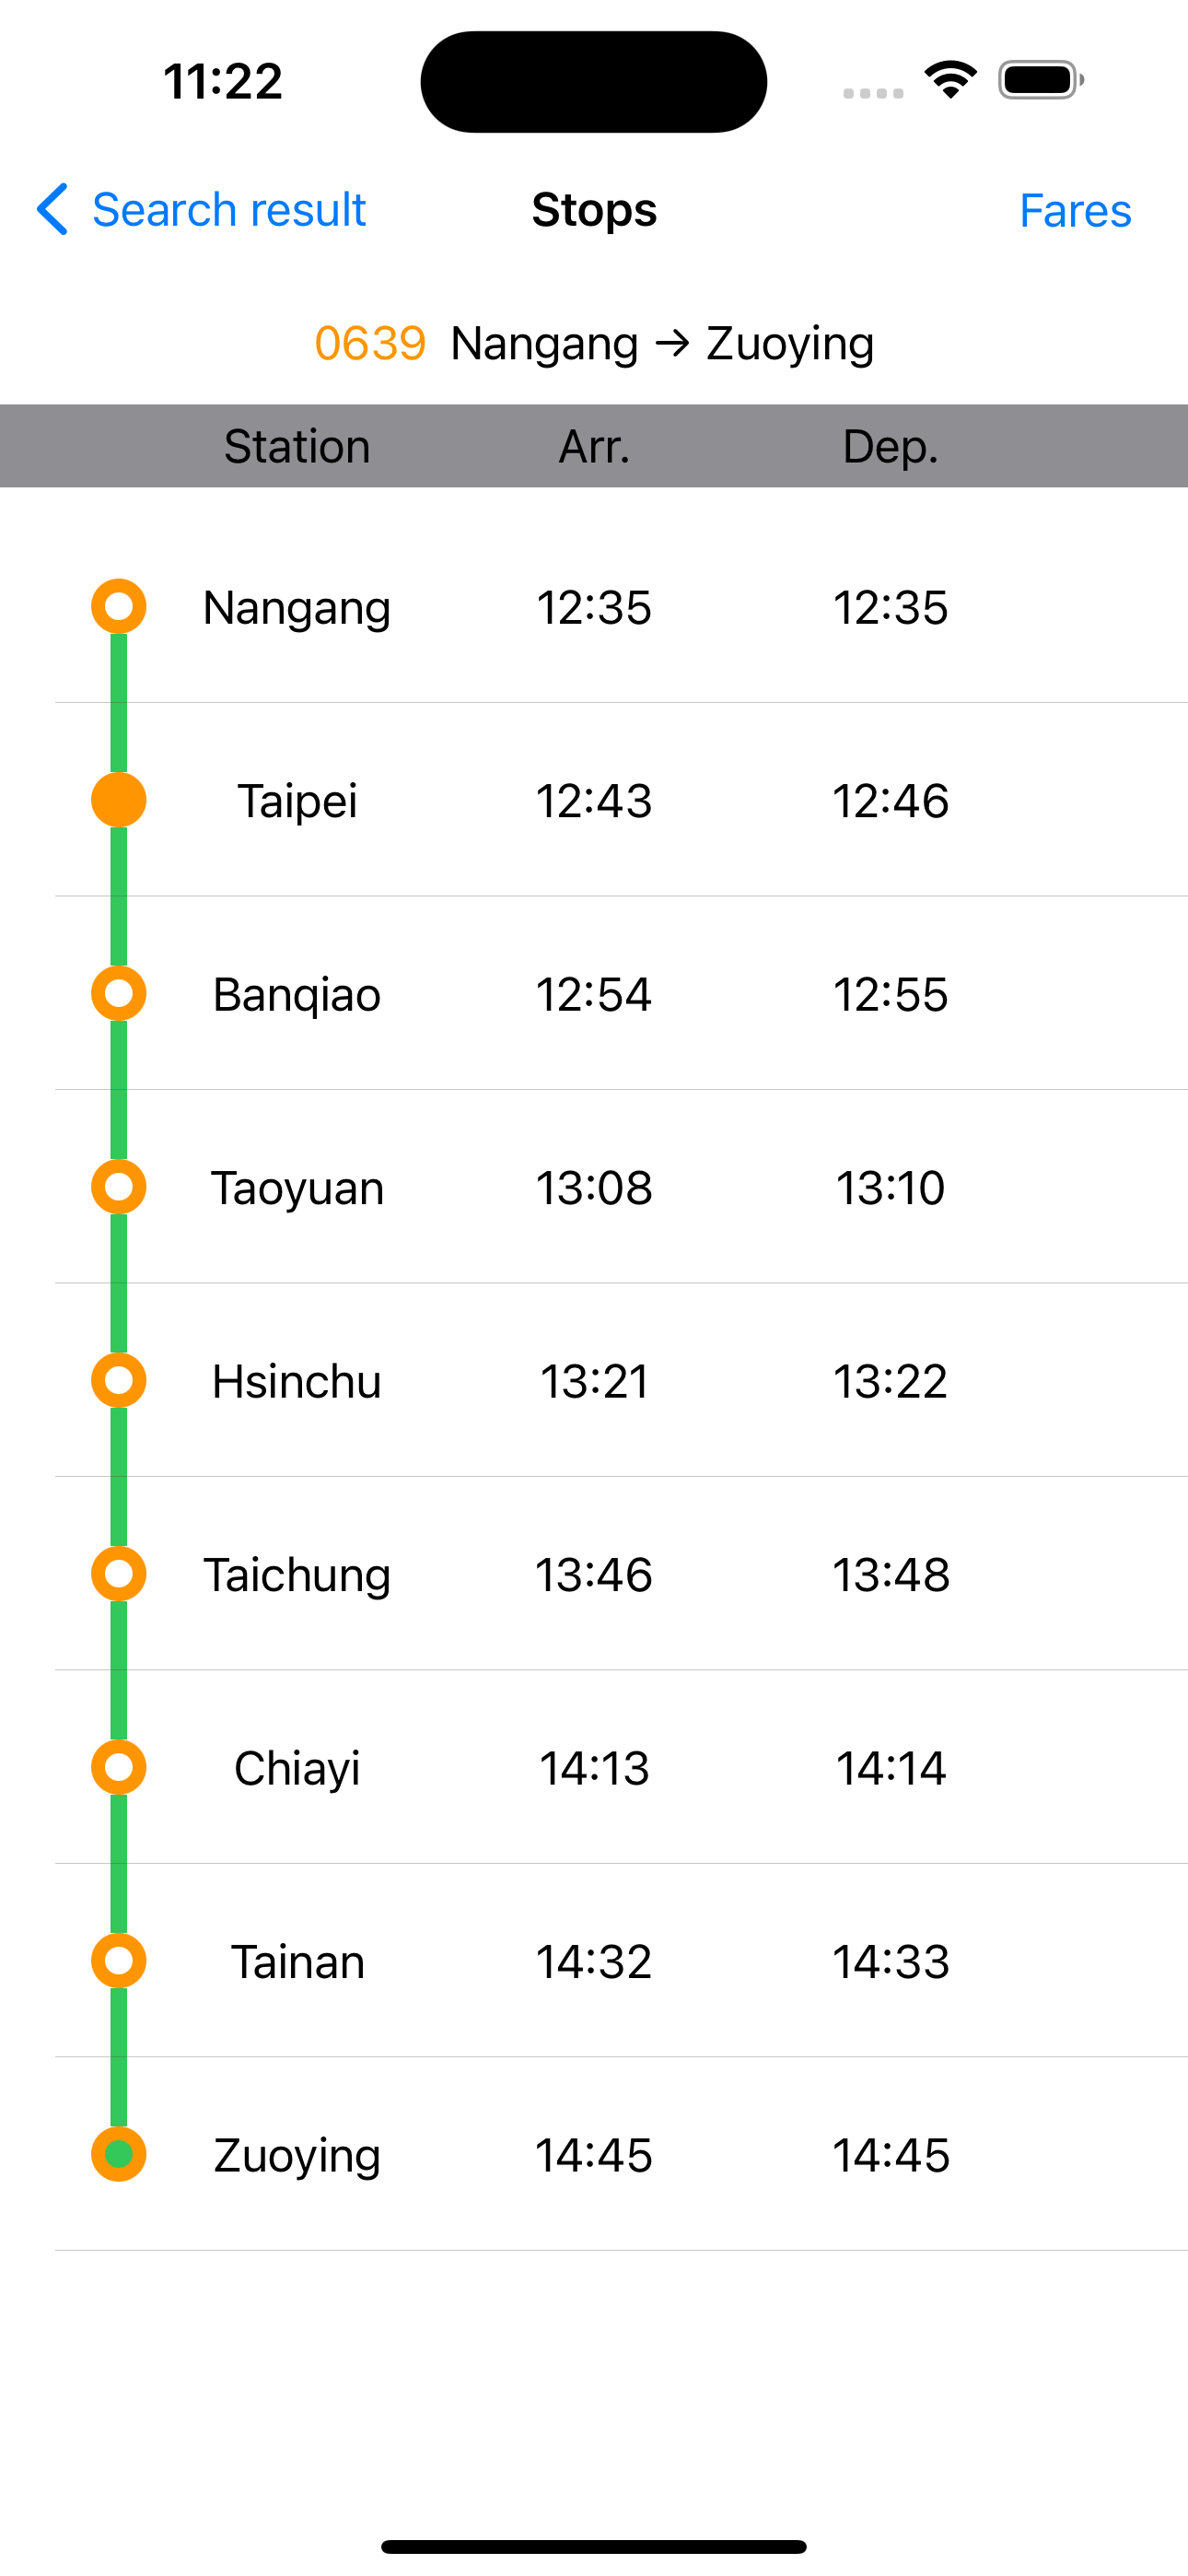 11:22
Search result Stops Fares
0639 Nangang → Zuoying
Station Arr. Dep.
Nangang 12:35 12:35
Taipei 12:43 12:46
Banqiao 12:54 12:55
Taoyuan 13:08 13:10
Hsinchu 13:21 13:22
Taichung 13:46 13:48
Chiayi 14:13 14:14
Tainan 14:32 14:33
Zuoying 14:45 14:45